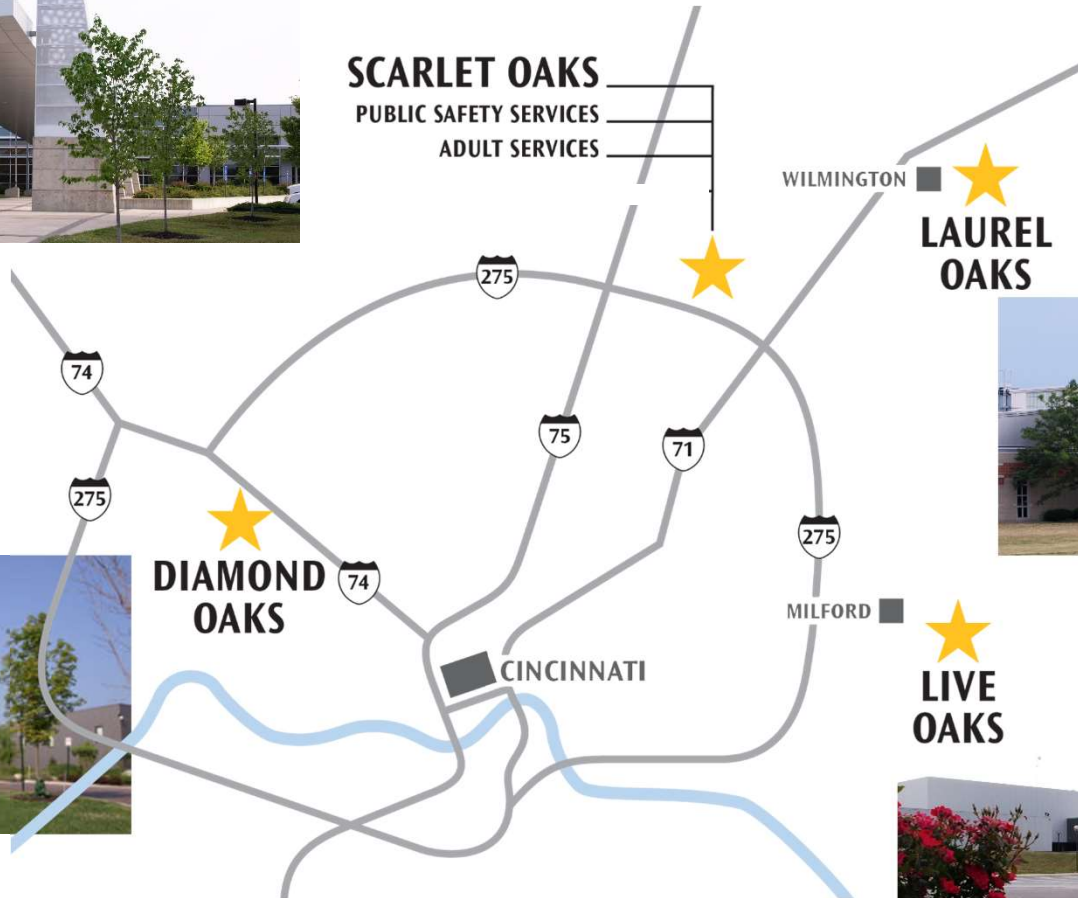 SCARLET OAKS
PUBLIC SAFETY SERVICES
ADULT SERVICES
WILMINGTON
LAUREL
OAKS
275
74
75
71
275
275
DIAMOND
OAKS
74
MILFORD
CINCINNATI
LIVE
OAKS